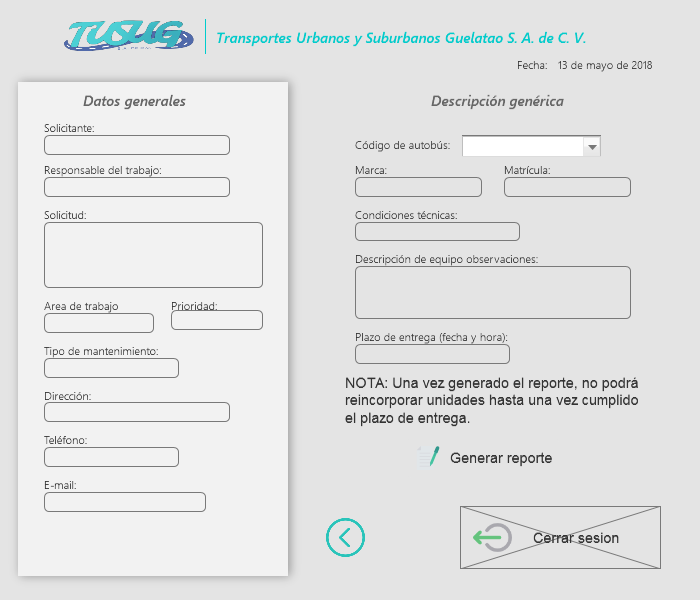 TUSUG
Transportes Urbanos y Suburbanos Guelatao S. A. de C. V.
Fecha: 13 de mayo de 2018
Datos generales
Solicitante:
Responsable del trabajo:
Solicitud:
Area de trabajo
Prioridad:
Tipo de mantenimiento:
Dirección:
Teléfono:
E-mail:
Descripción genérica
Código de autobús:
Marca:
Matrícula:
Condiciones técnicas:
Descripción de equipo observaciones:
Plazo de entrega (fecha y hora):
NOTA: Una vez generado el reporte, no podrá
reincorporar unidades hasta una vez cumplido
el plazo de entrega.
Generar reporte
Cerrar sesion